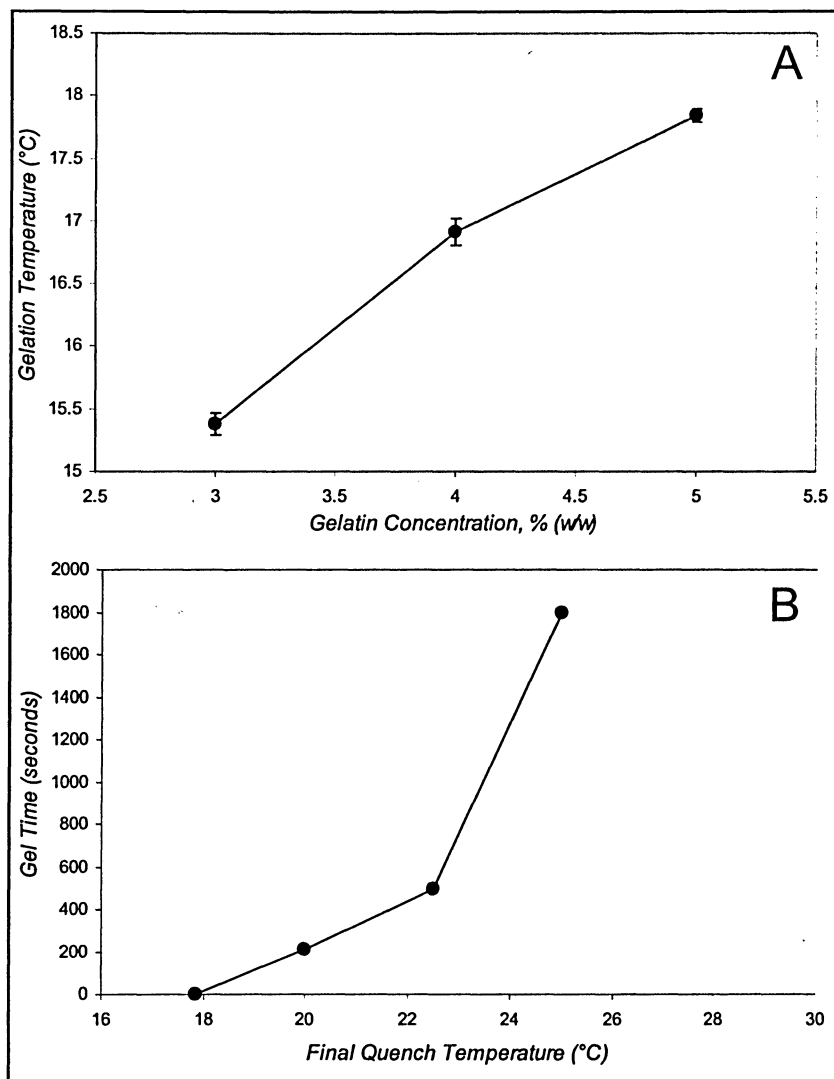 A
18.5
18
17.5
17
16.5
16
15.5
15
Gelation Temperature (°C)
2.5 3 3.5 4 4.5 5 5.5
Gelatin Concentration, % (w/w)
B
2000
1800
1600
1400
1200
1000
800
600
400
200
0
Gel Time (seconds)
16 18 20 22 24 26 28 30
Final Quench Temperature (°C)